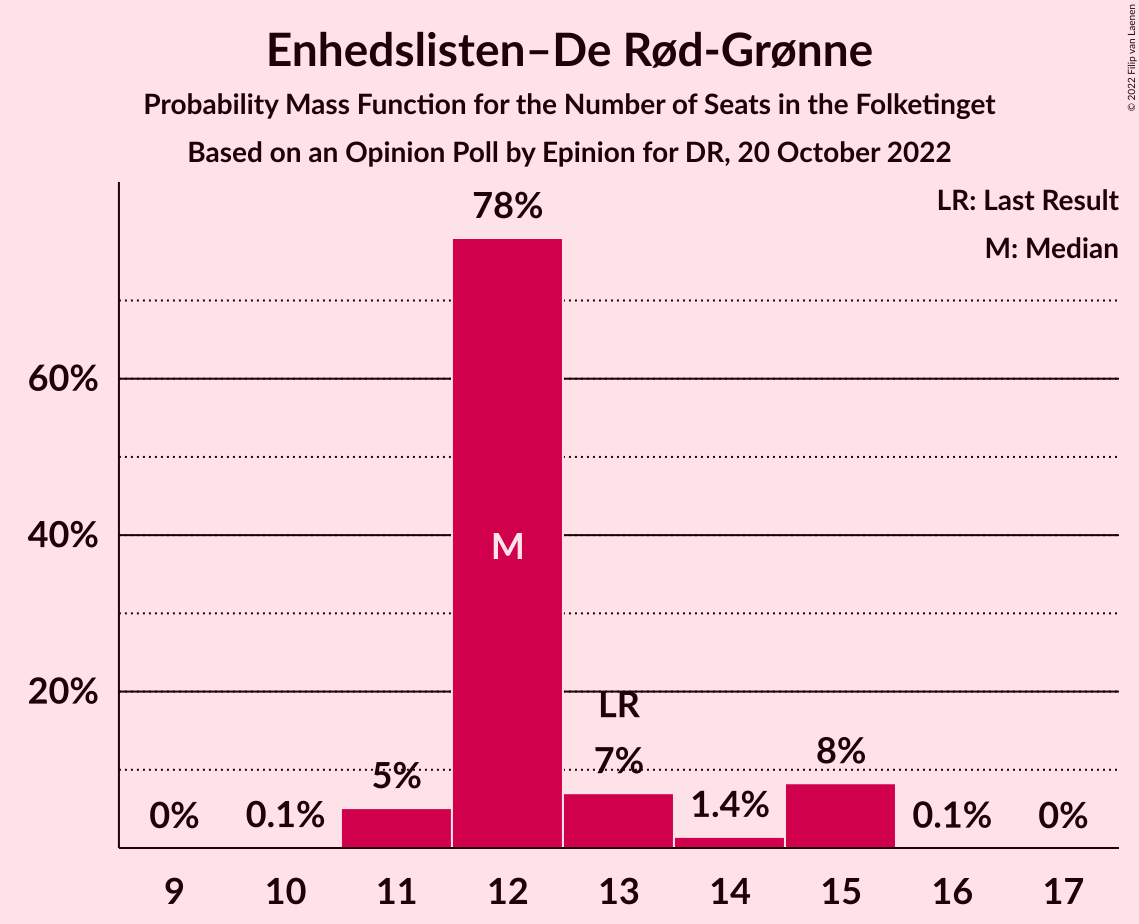 Enhedslisten–De Rød-Grønne
Probability Mass Function for the Number of Seats in the Folketinget
Based on an Opinion Poll by Epinion for DR, 20 October 2022
© 2022 Filip van Laenen
LR: Last Result
M: Median
78%
60%
40%
20%
M
LR
0%
0.1%
5%
7%
1.4%
8%
0.1%
0%
9
10
11
12
13
14
15
16
17